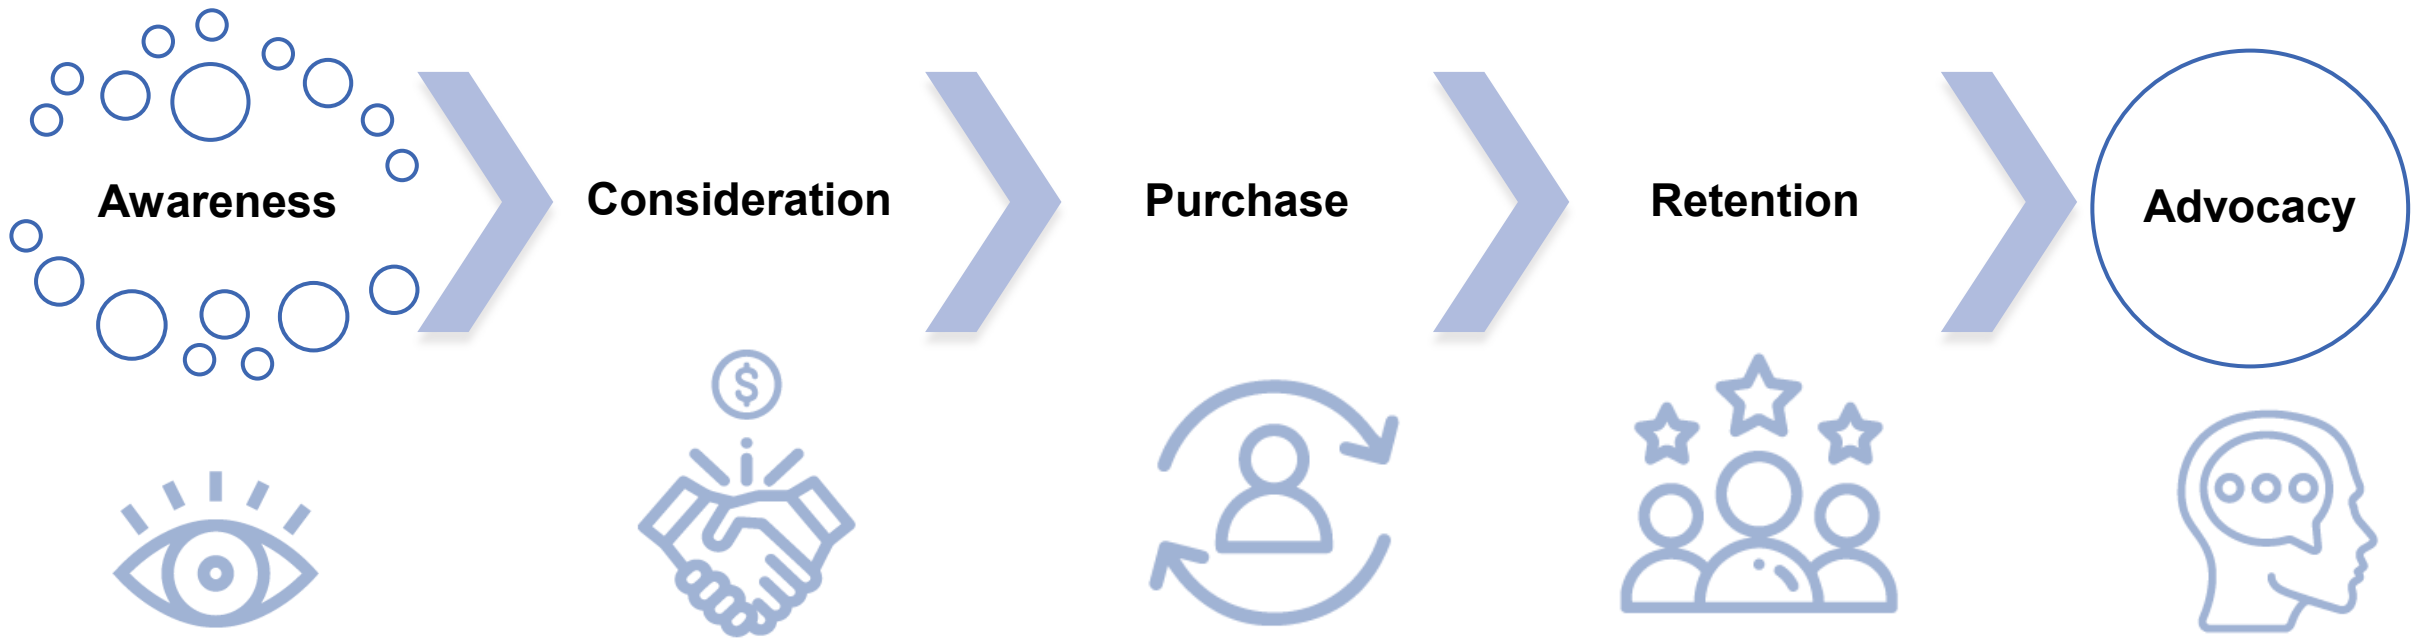 Awareness
Consideration
Purchase
Retention
Advocacy
$